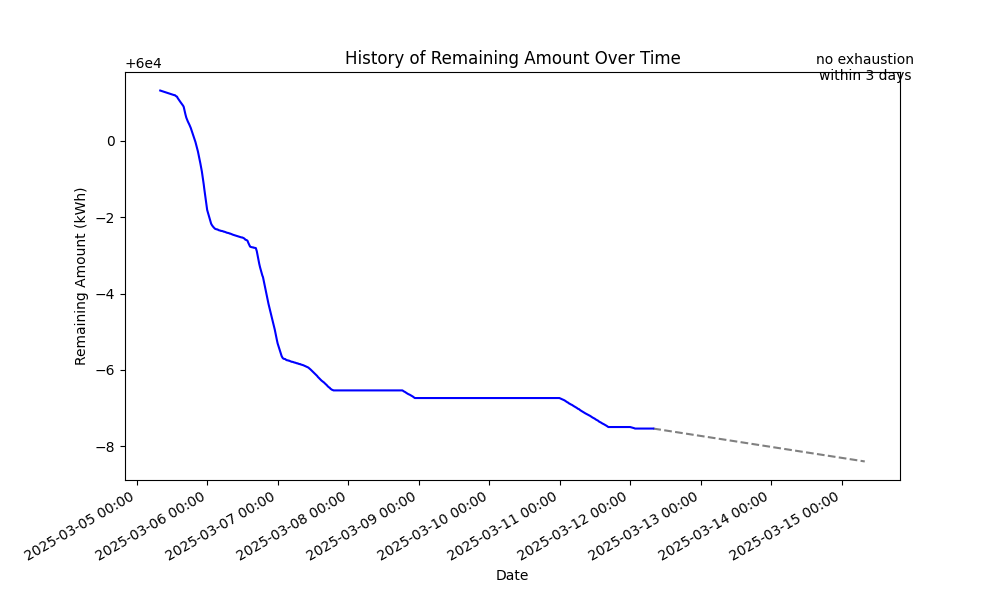 History of Remaining Amount Over Time
no exhaustion
within 3 days
+6e4
0
−2
−4
−6
−8
Remaining Amount (kWh)
2025-03-05 00:00
2025-03-06 00:00
2025-03-07 00:00
2025-03-08 00:00
2025-03-09 00:00
2025-03-10 00:00
2025-03-11 00:00
2025-03-12 00:00
2025-03-13 00:00
2025-03-14 00:00
2025-03-15 00:00
Date